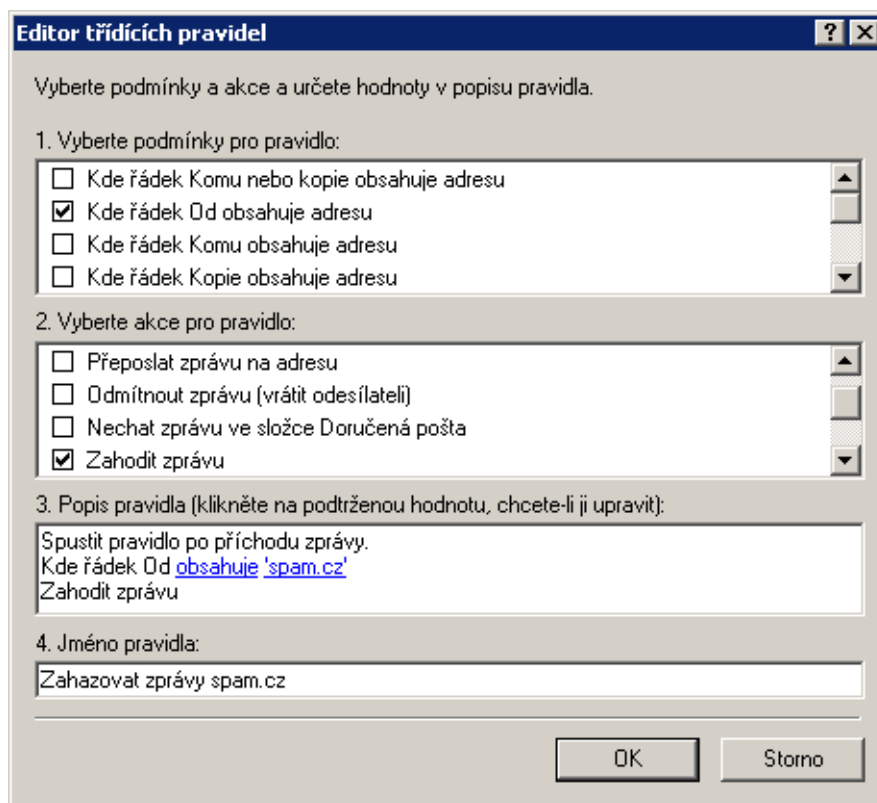 Editor třídících pravidel
Vyberte podmínky a akce a určete hodnoty v popisu pravidla.
1. Vyberte podmínky pro pravidlo:
Kde řádek Komu nebo kopie obsahuje adresu
Kde řádek Od obsahuje adresu
Kde řádek Komu obsahuje adresu
Kde řádek Kopie obsahuje adresu
2. Vyberte akce pro pravidlo:
Přeposlat zprávu na adresu
Odmítnout zprávu (vrátit odesílateli)
Nechat zprávu ve složce Doručená pošta
Zahodit zprávu
3. Popis pravidla (klikněte na podtrženou hodnotu, chcete-li ji upravit):
Spustit pravidlo po příchodu zprávy.
Kde řádek Od obsahuje 'spam.cz'
Zahodit zprávu
4. Jméno pravidla:
Zahazovat zprávy spam.cz
OK Storno